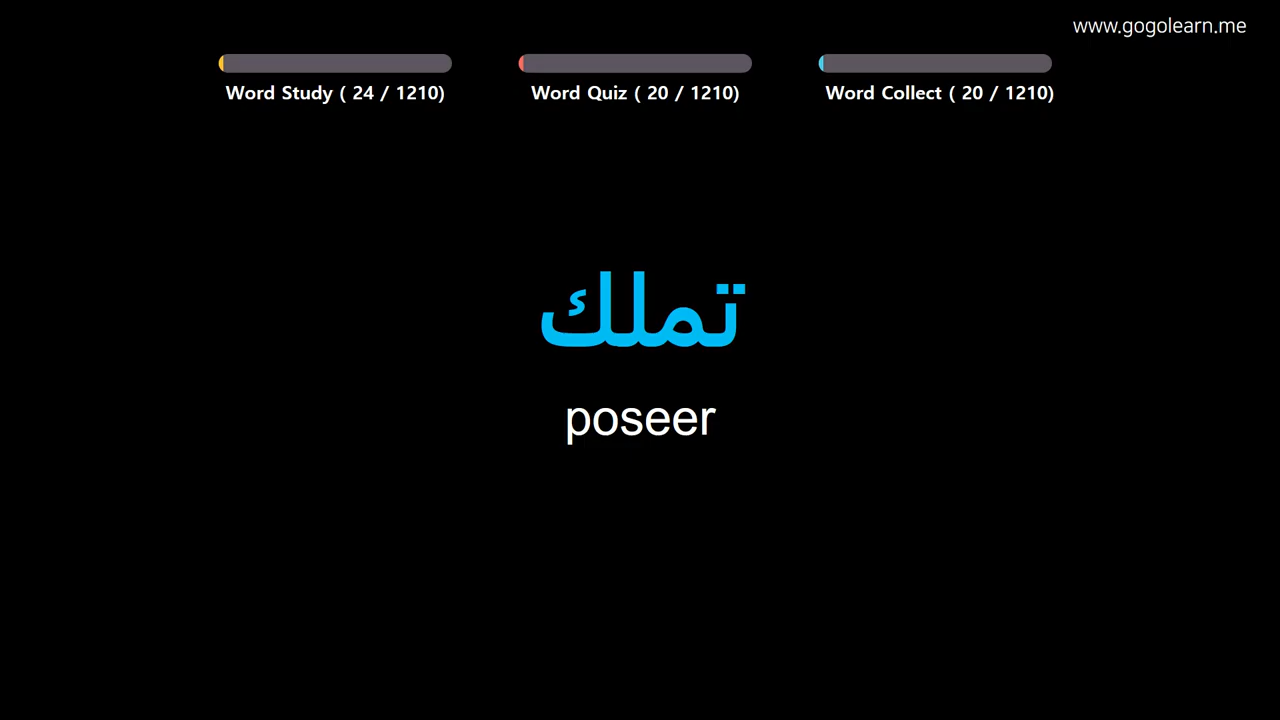 www.gogolearn.me
Word Study ( 24 / 1210)
Word Quiz ( 20 / 1210)
Word Collect ( 20 / 1210)
تملك
poseer